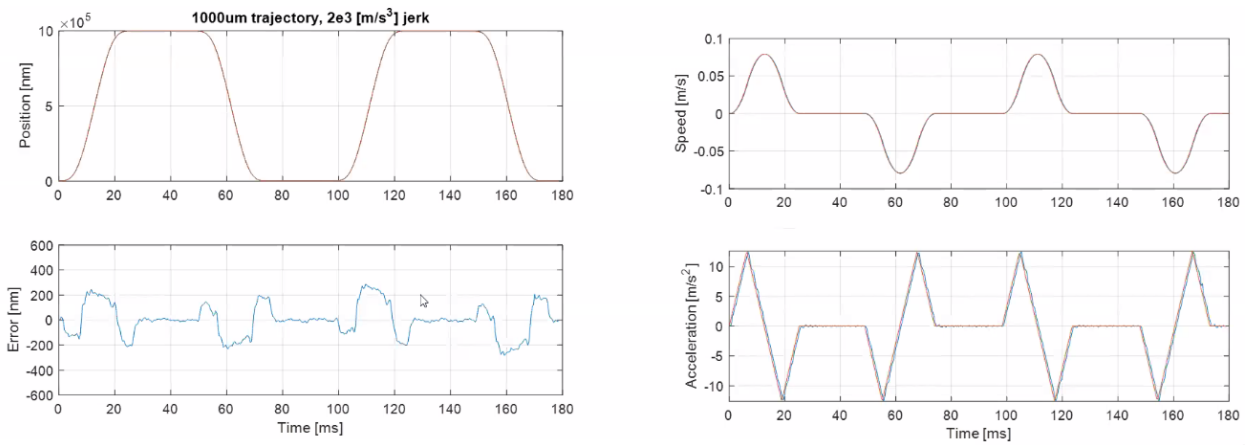 1000um trajectory, 2e3 [m/s³] jerk
×10⁵
10
5
0
Position [nm]
0 20 40 60 80 100 120 140 160 180
600
400
200
0
-200
-400
-600
Error [nm]
0 20 40 60 80 100 120 140 160 180
Time [ms]
0.1
0.05
0
-0.05
-0.1
Speed [m/s]
0 20 40 60 80 100 120 140 160 180
10
5
0
-5
-10
Acceleration [m/s²]
0 20 40 60 80 100 120 140 160 180
Time [ms]